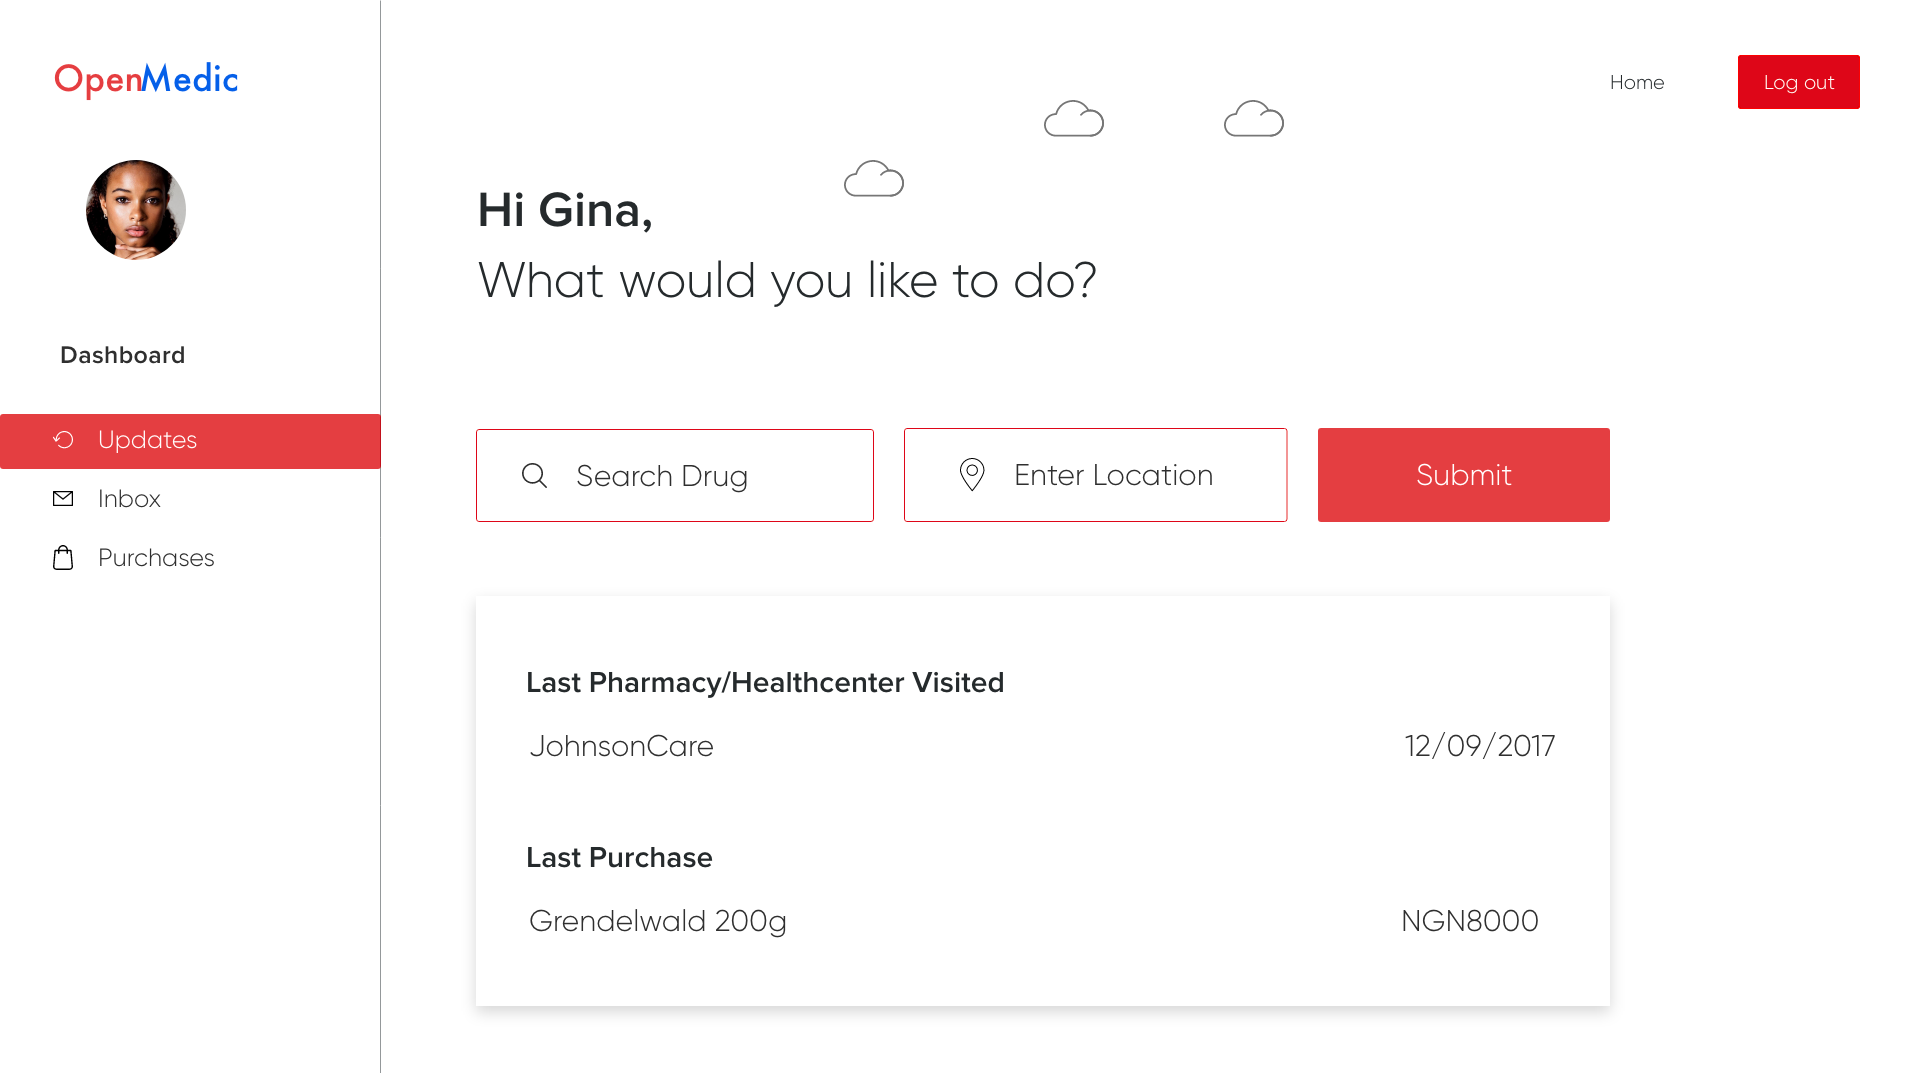 OpenMedic
Home
Log out
Hi Gina,
What would you like to do?
Dashboard
Updates
Inbox
Purchases
Search Drug
Enter Location
Submit
Last Pharmacy/Healthcenter Visited
JohnsonCare 12/09/2017
Last Purchase
Grendelwald 200g NGN8000